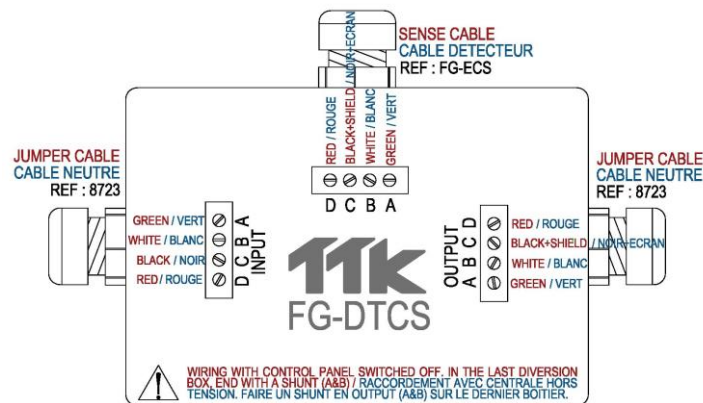 SENSE CABLE
CABLE DETECTEUR
REF : FG-ECS
RED / ROUGE
BLACK+SHIELD / NOIR+ECRAN
WHITE / BLANC
GREEN / VERT
D C B A
JUMPER CABLE
CABLE NEUTRE
REF : 8723
GREEN / VERT
WHITE / BLANC
BLACK / NOIR
RED / ROUGE
D C B A
INPUT
TTK
FG-DTCS
OUTPUT
A B C D
RED / ROUGE
BLACK+SHIELD / NOIR+ECRAN
WHITE / BLANC
GREEN / VERT
JUMPER CABLE
CABLE NEUTRE
REF : 8723
WIRING WITH CONTROL PANEL SWITCHED OFF. IN THE LAST DIVERSION
BOX, END WITH A SHUNT (A&B) / RACCORDEMENT AVEC CENTRALE HORS
TENSION. FAIRE UN SHUNT EN OUTPUT (A&B) SUR LE DERNIER BOITIER.